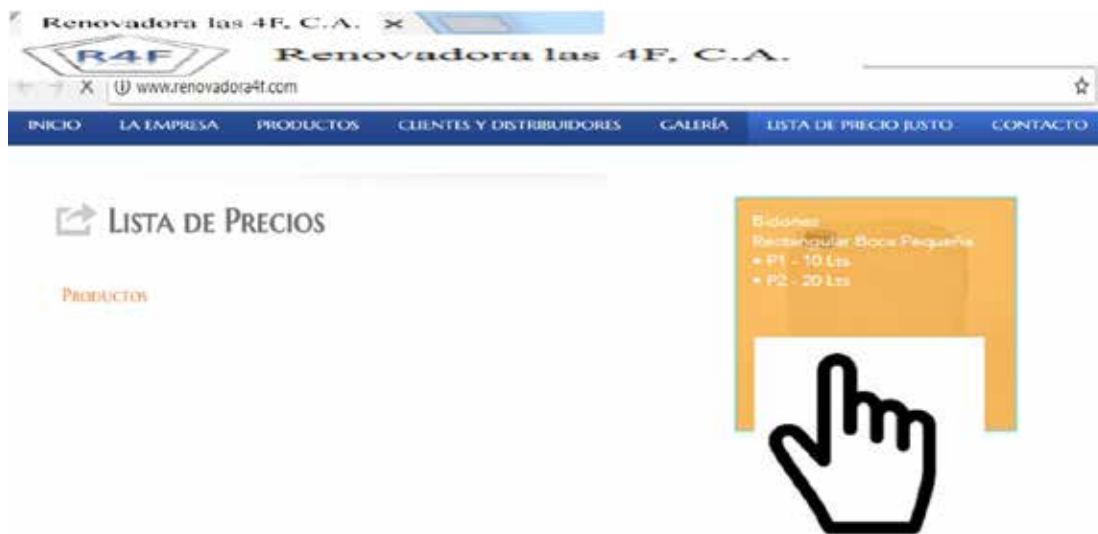 Renovadora las 4F, C.A.
R4F Renovadora las 4F, C.A.
www.renovadora4f.com
INICIO LA EMPRESA PRODUCTOS CLIENTES Y DISTRIBUIDORES GALERÍA LISTA DE PRECIO JUSTO CONTACTO
LISTA DE PRECIOS
PRODUCTOS
Bidones
Rectangular Boca Pequeña
• P1 - 10 Lts
• P2 - 20 Lts